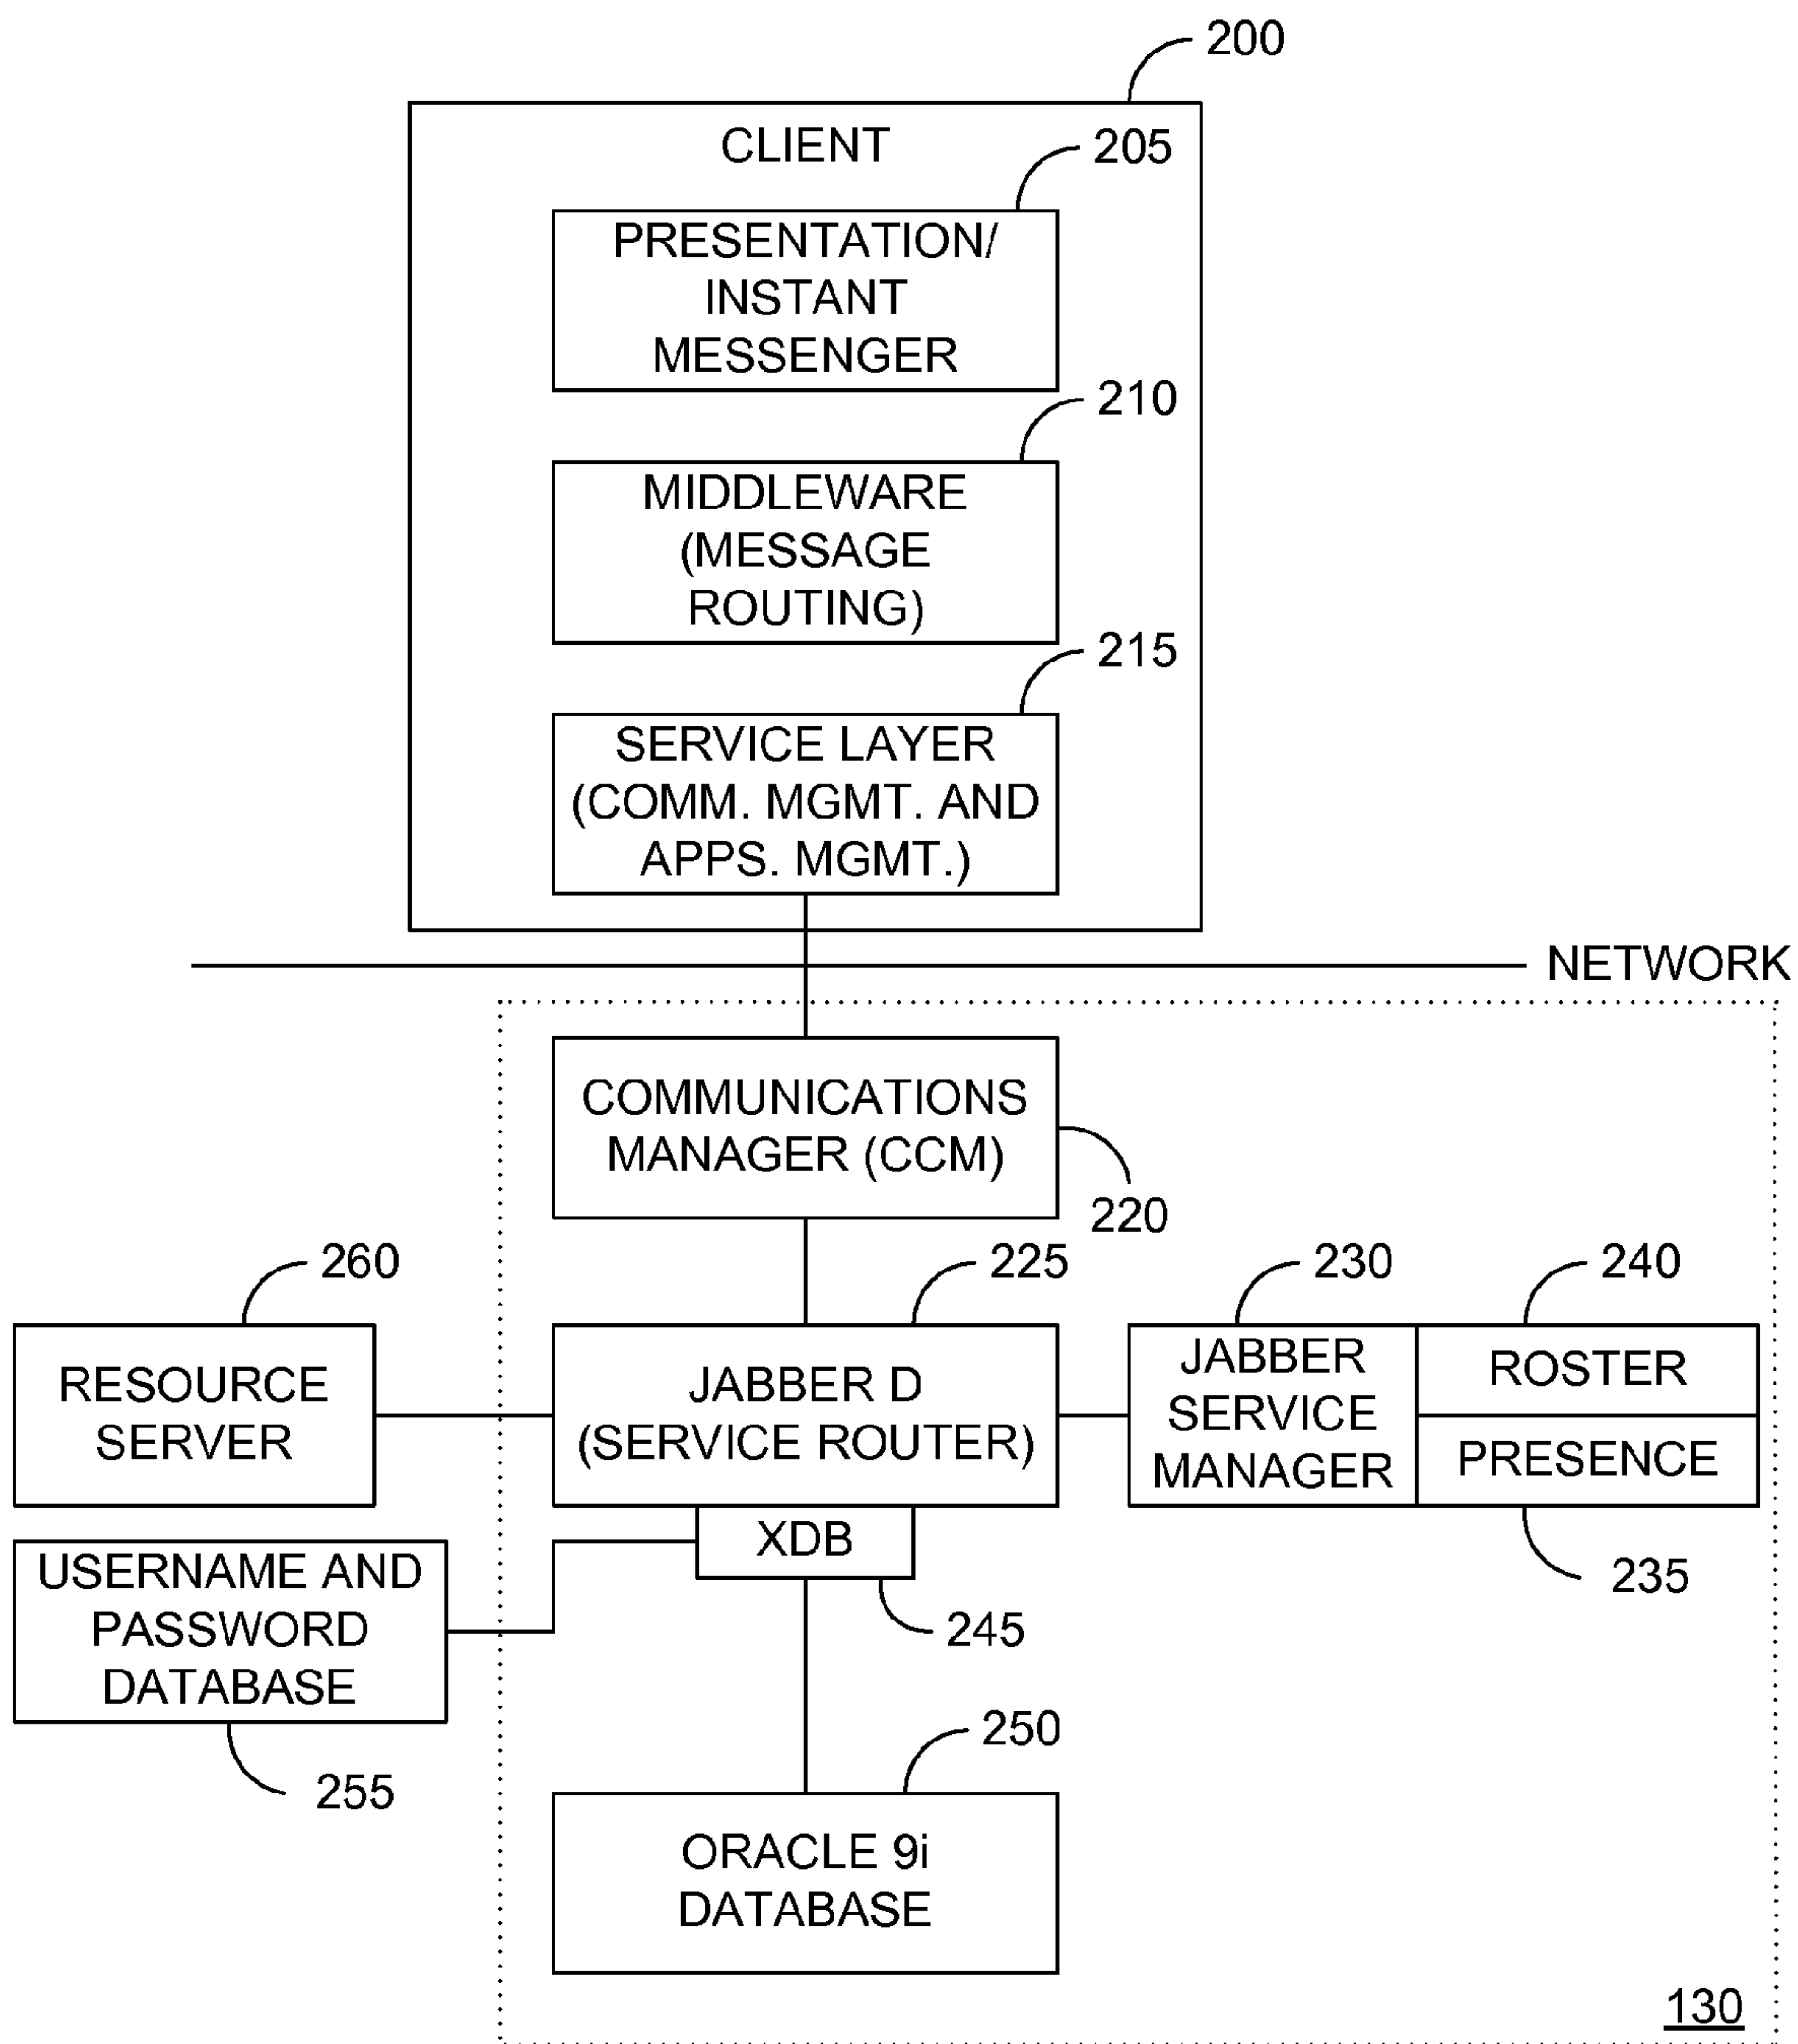 200
CLIENT
205
PRESENTATION/
INSTANT
MESSENGER
210
MIDDLEWARE
(MESSAGE
ROUTING)
215
SERVICE LAYER
(COMM. MGMT. AND
APPS. MGMT.)
NETWORK
COMMUNICATIONS
MANAGER (CCM)
220
260
225
230
240
RESOURCE
SERVER
JABBER D
(SERVICE ROUTER)
JABBER
SERVICE
MANAGER
ROSTER
PRESENCE
XDB
235
USERNAME AND
PASSWORD
DATABASE
245
255
250
ORACLE 9i
DATABASE
130